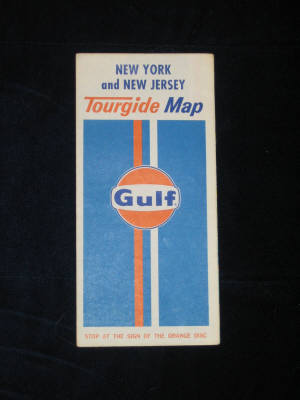 NEW YORK
and NEW JERSEY
Tourgide Map
Gulf
STOP AT THE SIGN OF THE ORANGE DISC